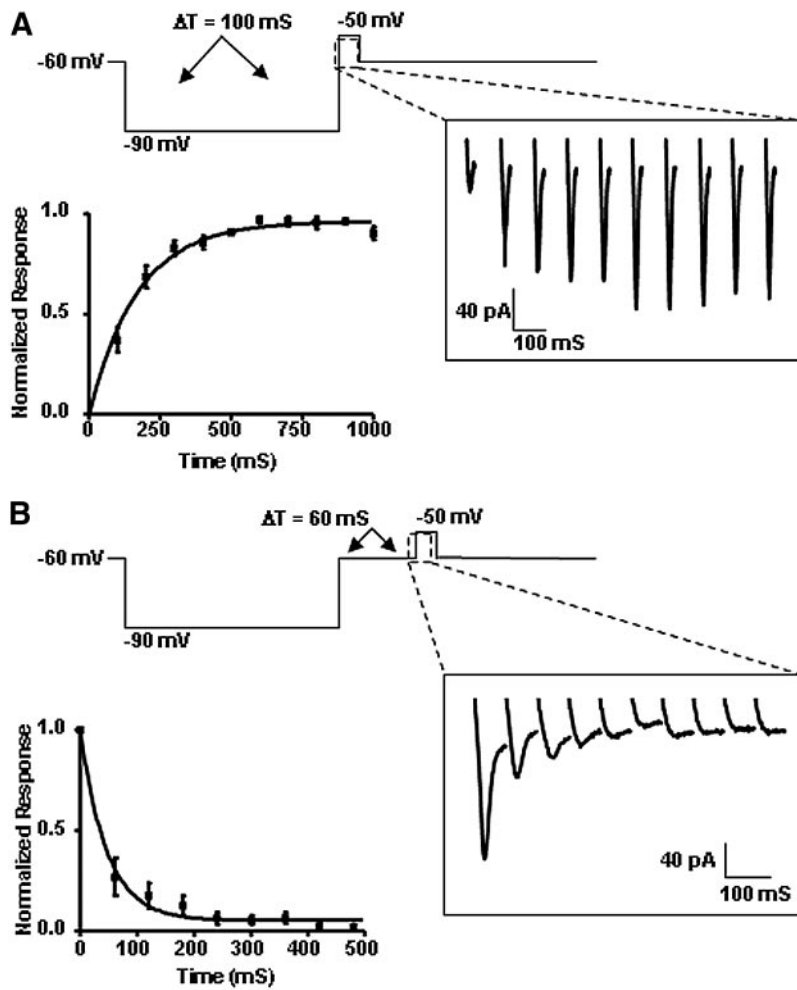 A
ΔT = 100 mS
-50 mV
-60 mV
-90 mV
1.0
0.5
0.0
Normalized Response
0 250 500 750 1000
Time (mS)
40 pA
100 mS
B
ΔT = 60 mS
-50 mV
-60 mV
-90 mV
1.0
0.5
0.0
Normalized Response
0 100 200 300 400 500
Time (mS)
40 pA
100 mS